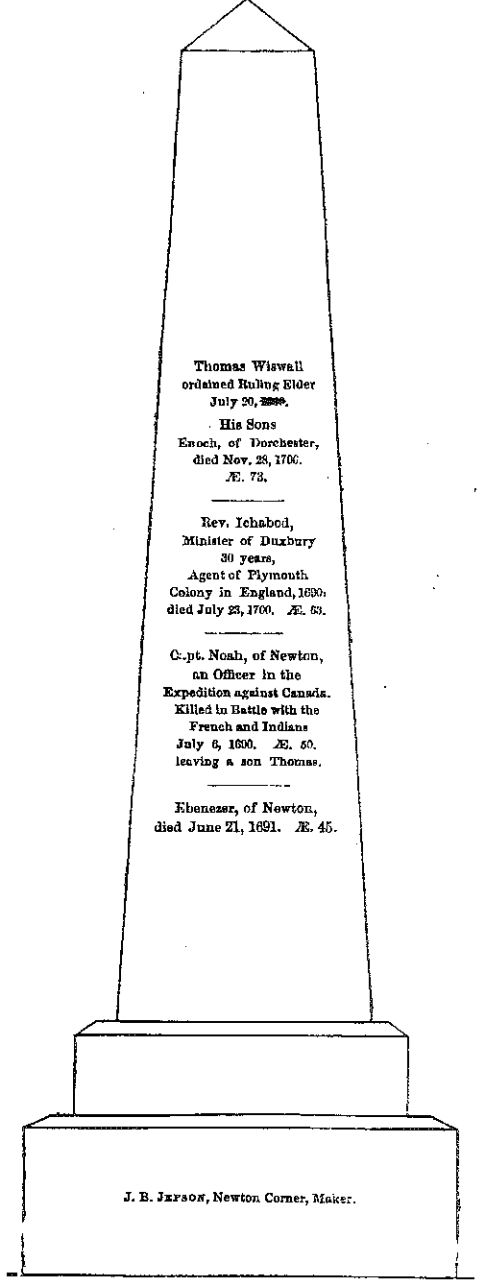 Thomas Wiswall
ordained Ruling Elder
July 20,
His Sons
Enoch, of Dorchester,
died Nov. 28, 1706.
Æ. 73.
Rev. Ichabod,
Minister of Duxbury
30 years,
Agent of Plymouth
Colony in England, 1690:
died July 23, 1700. Æ. 63.
Capt. Noah, of Newton,
an Officer in the
Expedition against Canada.
Killed in Battle with the
French and Indians
July 6, 1690. Æ. 50.
leaving a son Thomas.
Ebenezer, of Newton,
died June 21, 1691. Æ. 45.
J. B. JEPSON, Newton Corner, Maker.